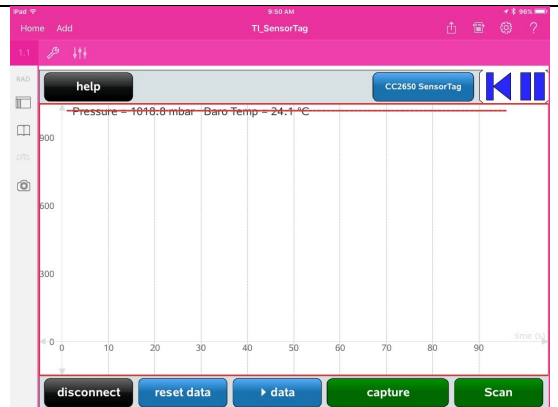 iPad 9:50 AM 96%
Home Add TI_SensorTag ?
1.1
RAD
help CC2650 SensorTag
Pressure = 1018.8 mbar Baro Temp = 24.1 °C
900
600
300
0
0 10 20 30 40 50 60 70 80 90
disconnect reset data data capture Scan